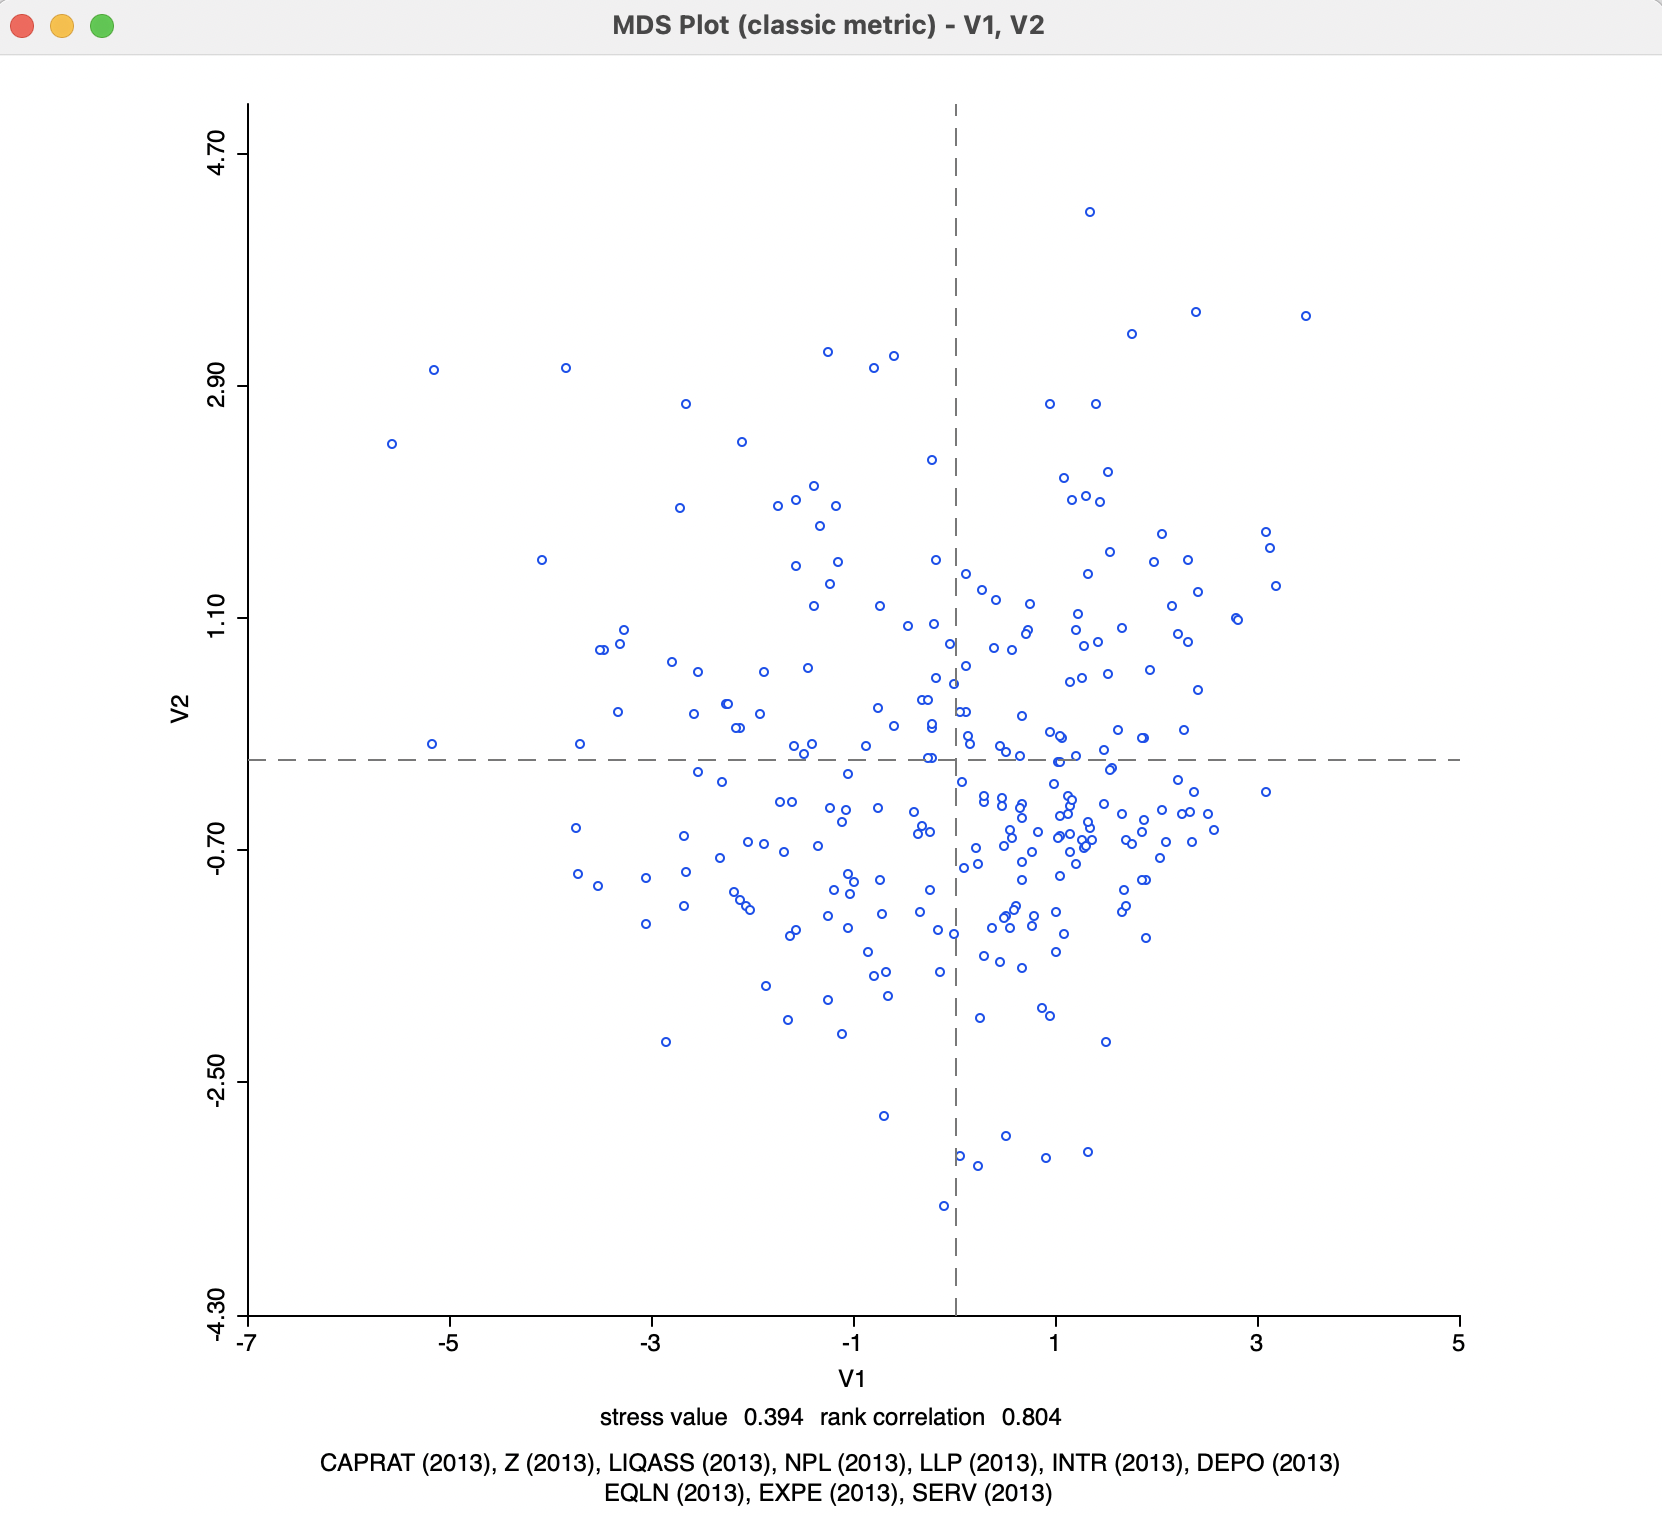 MDS Plot (classic metric) - V1, V2
4.70
2.90
1.10
-0.70
-2.50
-4.30
V2
-7 -5 -3 -1 1 3 5
V1
stress value 0.394 rank correlation 0.804
CAPRAT (2013), Z (2013), LIQASS (2013), NPL (2013), LLP (2013), INTR (2013), DEPO (2013)
EQLN (2013), EXPE (2013), SERV (2013)